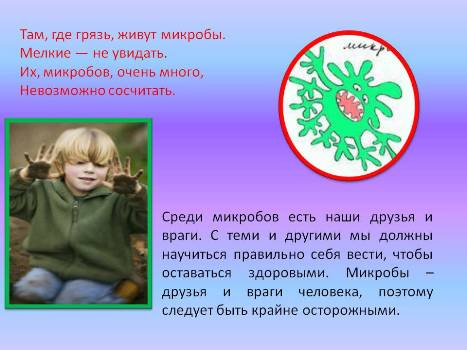 Там, где грязь, живут микробы.
Мелкие — не увидать.
Их, микробов, очень много,
Невозможно сосчитать.
Среди микробов есть наши друзья и
враги. С теми и другими мы должны
научиться правильно себя вести, чтобы
оставаться здоровыми. Микробы –
друзья и враги человека, поэтому
следует быть крайне осторожными.